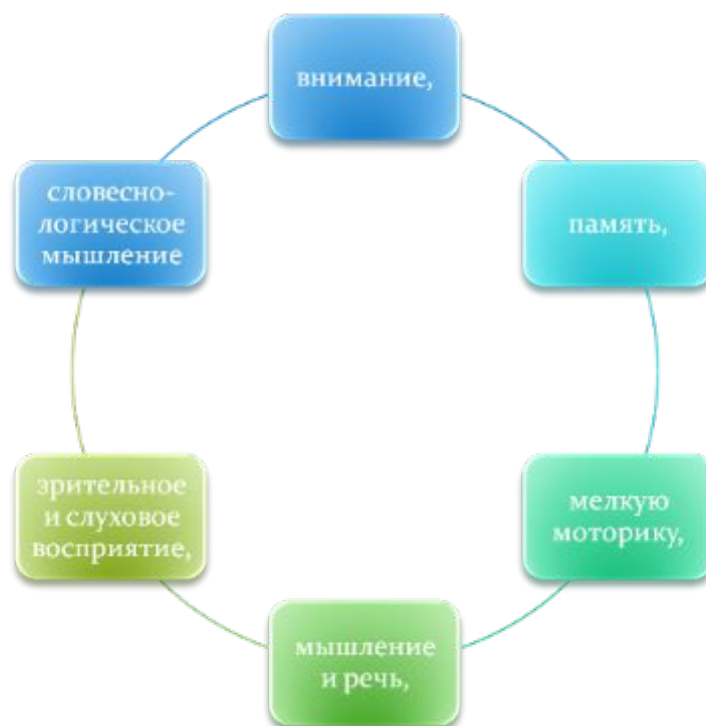 внимание,
память,
мелкую
моторику,
мышление
и речь,
зрительное
и слуховое
восприятие,
словесно-
логическое
мышление